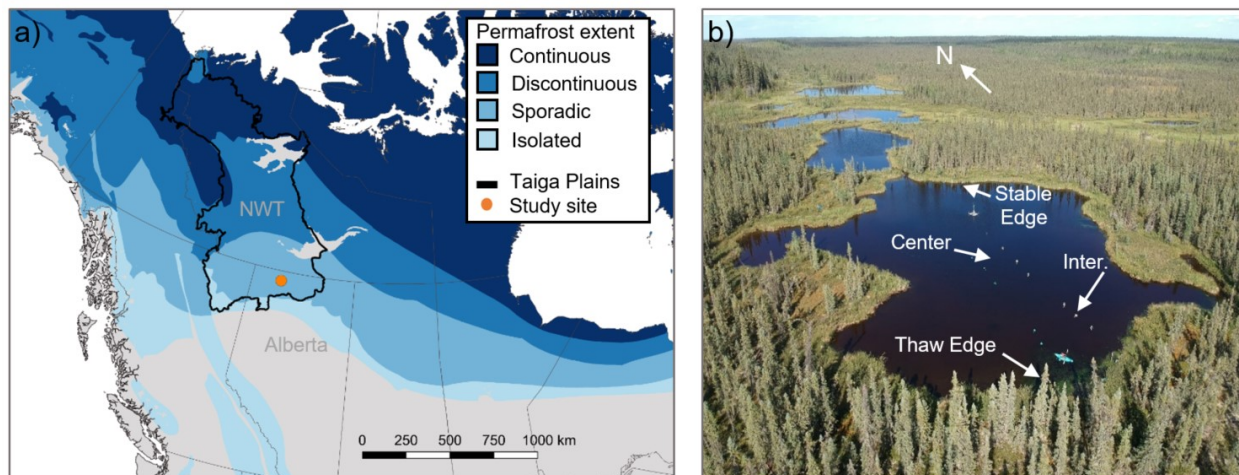 a)
Permafrost extent
Continuous
Discontinuous
Sporadic
Isolated
Taiga Plains
Study site
NWT
Alberta
0 250 500 750 1000 km
b)
N
Stable
Edge
Center
Inter.
Thaw Edge